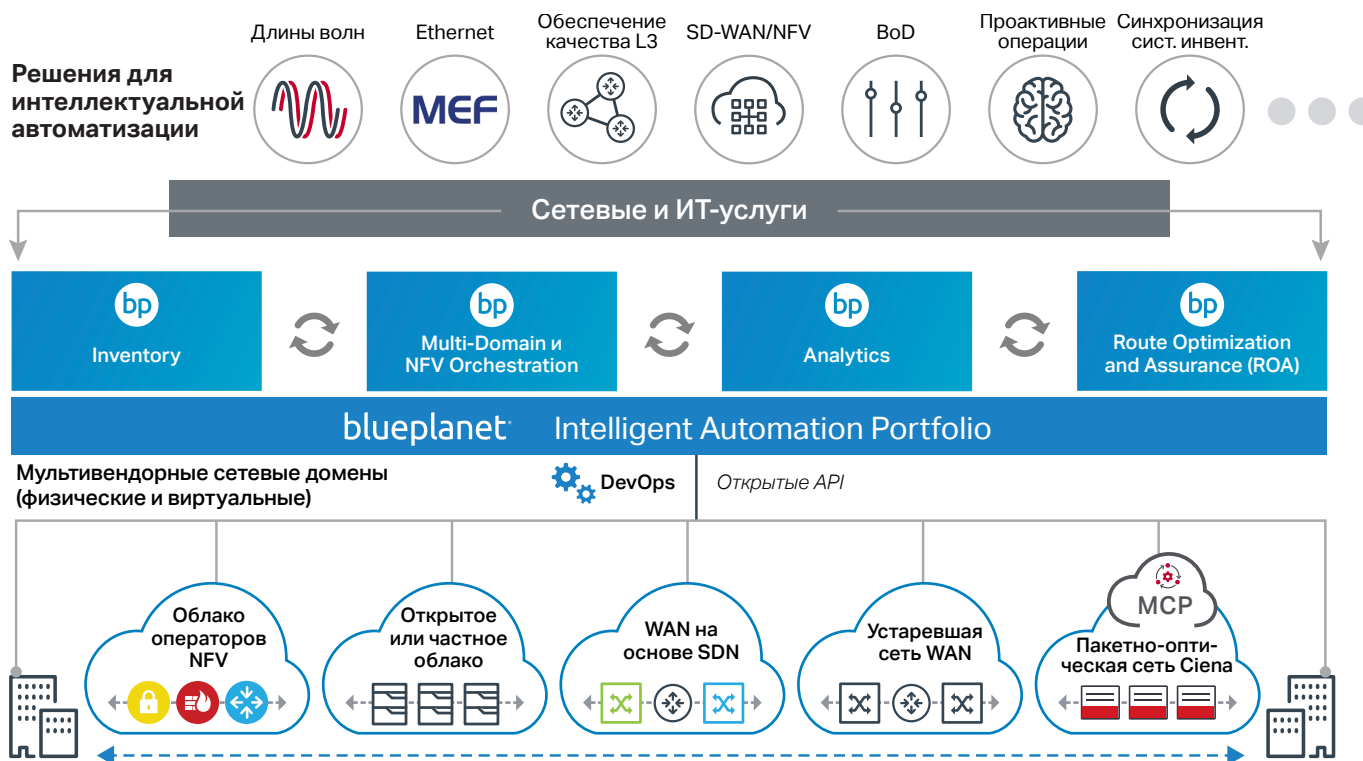 Длины волн
Ethernet
Обеспечение
качества L3
SD-WAN/NFV
BoD
Проактивные
операции
Синхронизация
сист. инвент.
Решения для
интеллектуальной
автоматизации
MEF
Сетевые и ИТ-услуги
bp
Inventory
bp
Multi-Domain и
NFV Orchestration
bp
Analytics
bp
Route Optimization
and Assurance (ROA)
blueplanet Intelligent Automation Portfolio
Мультивендорные сетевые домены
(физические и виртуальные)
DevOps
Открытые API
Облако
операторов
NFV
Открытое
или частное
облако
WAN на
основе SDN
Устаревшая
сеть WAN
MCP
Пакетно-опти-
ческая сеть Ciena